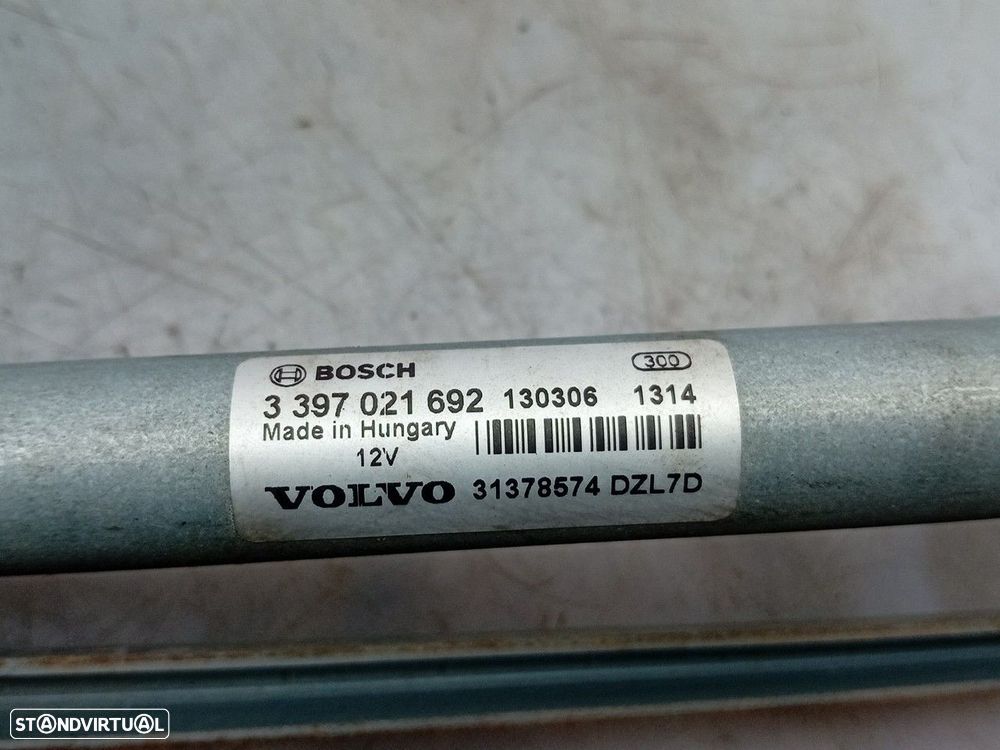 BOSCH 300
3 397 021 692 130306 1314
Made in Hungary
12V
VOLVO 31378574 DZL7D
STANDVIRTUAL